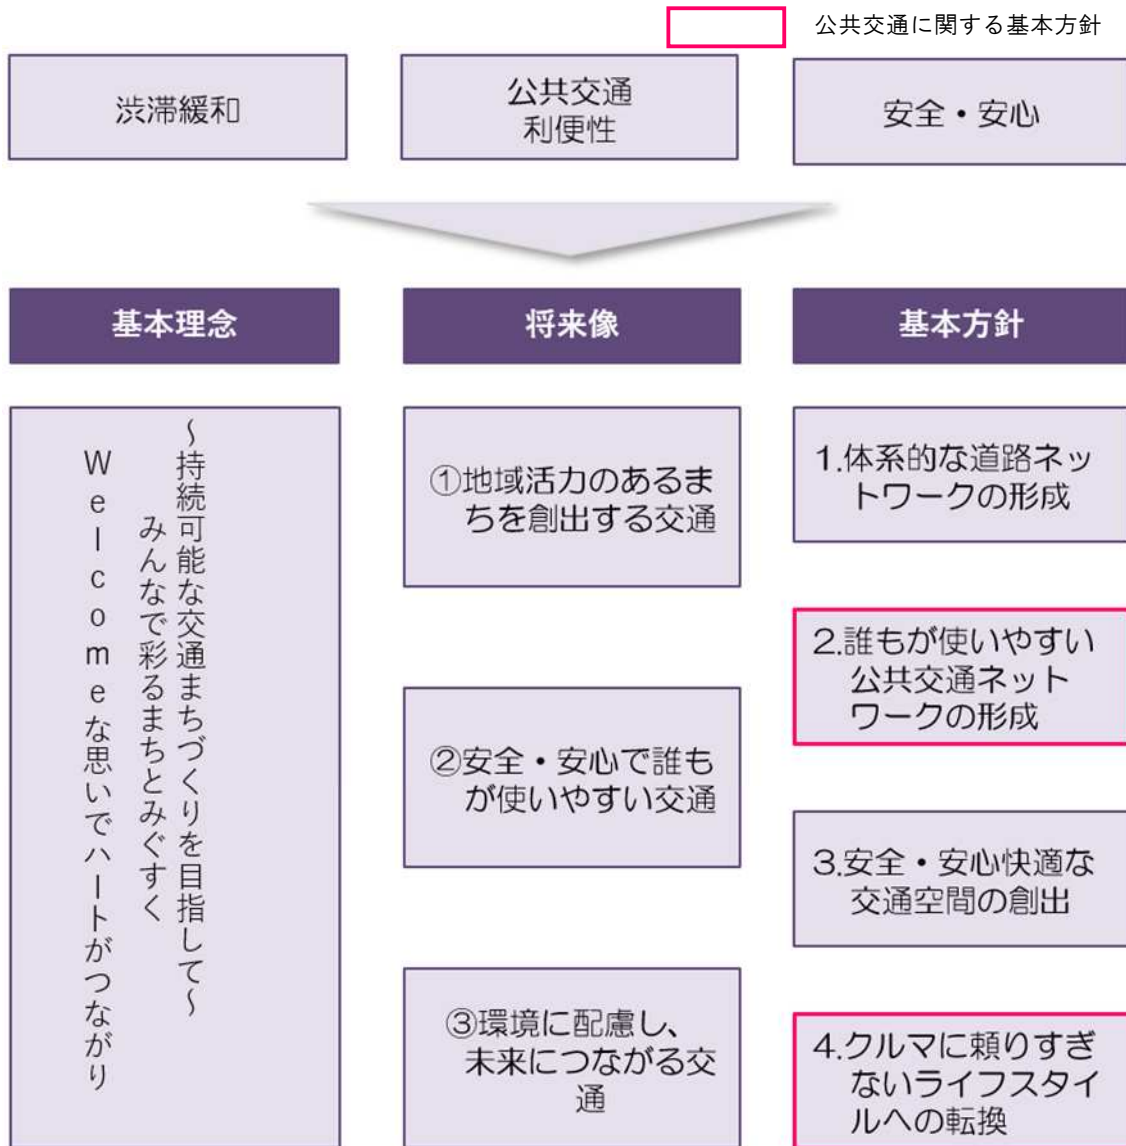 公共交通に関する基本方針
渋滞緩和
公共交通
利便性
安全・安心
基本理念
将来像
基本方針
～持続可能な交通まちづくりを目指して～
みんなで彩るまちとみぐすく
Welcomeな思いでハートがつながり
①地域活力のあるま
ちを創出する交通
②安全・安心で誰も
が使いやすい交通
③環境に配慮し、
未来につながる交
通
1.体系的な道路ネッ
トワークの形成
2.誰もが使いやすい
公共交通ネット
ワークの形成
3.安全・安心快適な
交通空間の創出
4.クルマに頼りすぎ
ないライフスタイ
ルへの転換